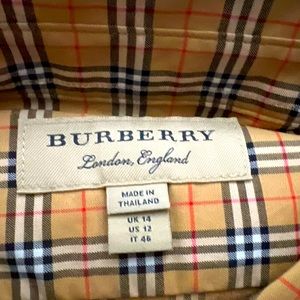 BURBERRY
London, England
MADE IN
THAILAND
UK 14
US 12
IT 46